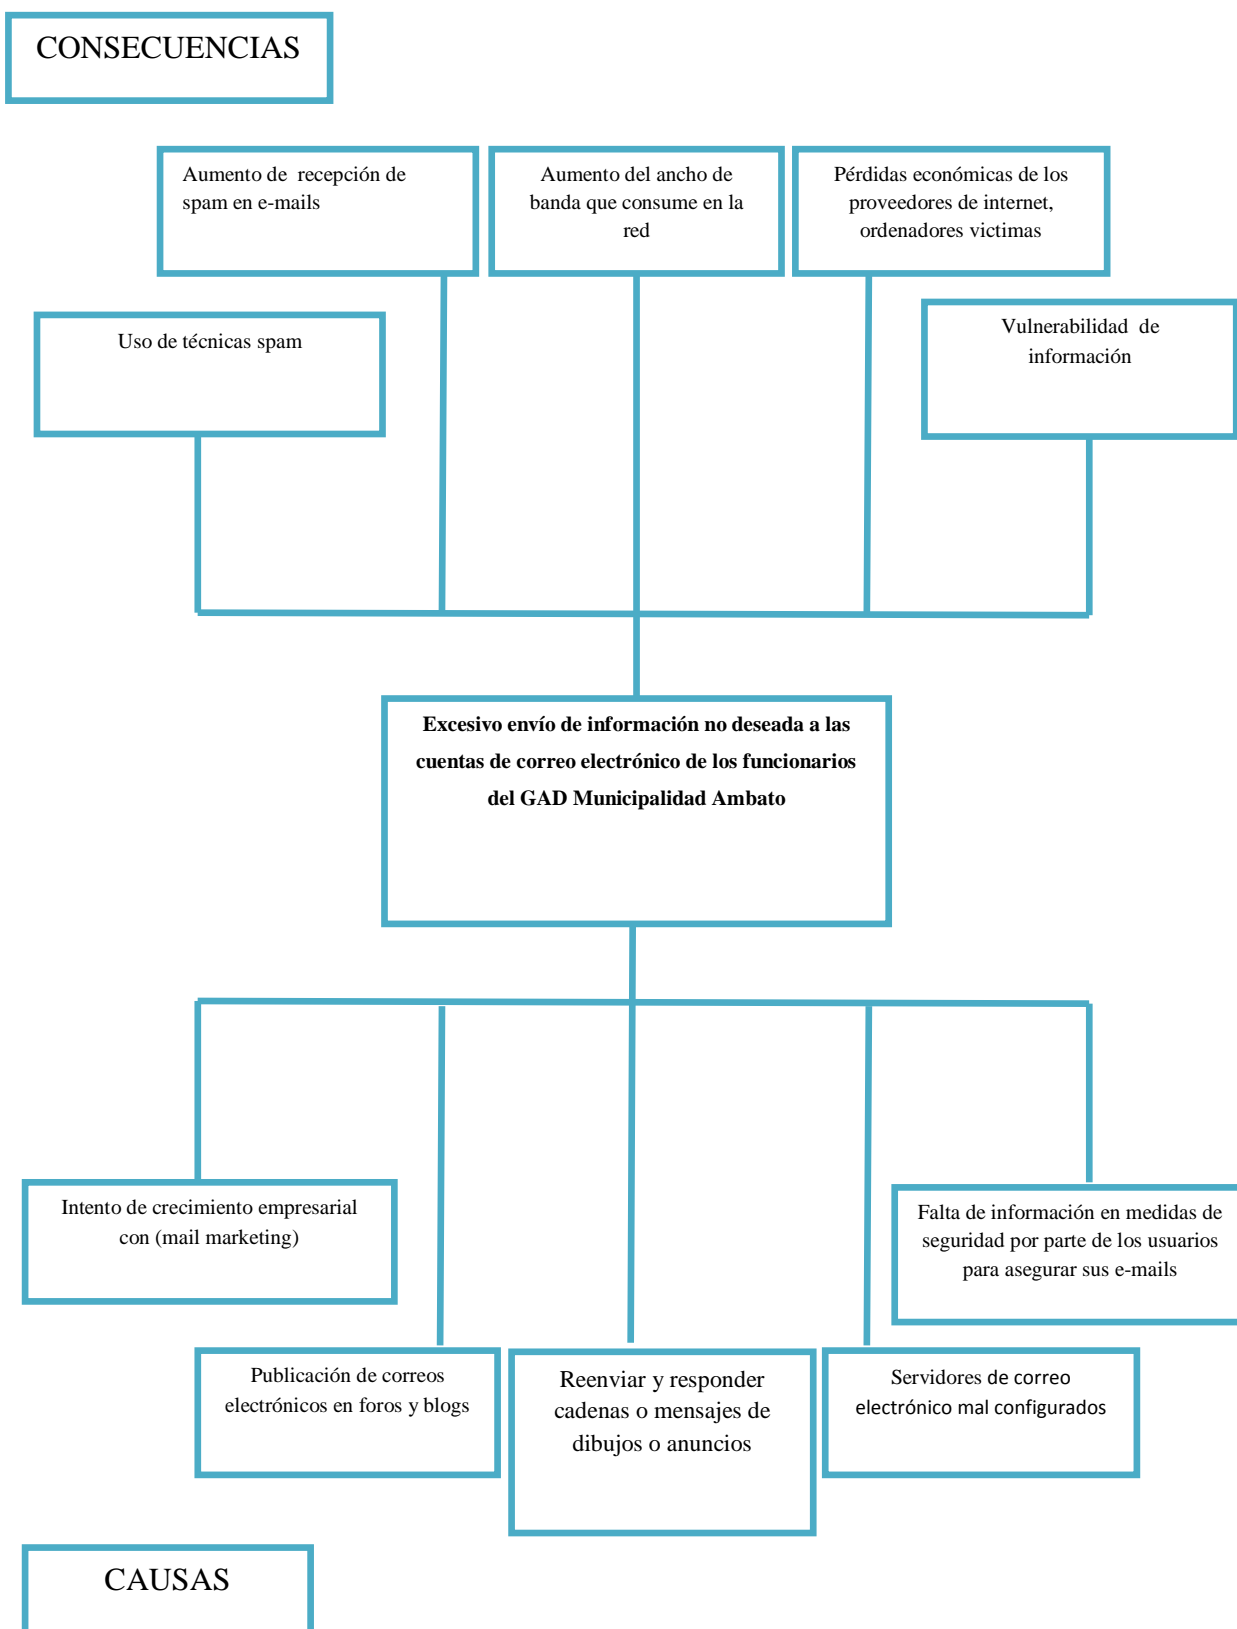 CONSECUENCIAS
Aumento de recepción de
spam en e-mails
Aumento del ancho de
banda que consume en la
red
Pérdidas económicas de los
proveedores de internet,
ordenadores victimas
Uso de técnicas spam
Vulnerabilidad de
información
Excesivo envío de información no deseada a las
cuentas de correo electrónico de los funcionarios
del GAD Municipalidad Ambato
Intento de crecimiento empresarial
con (mail marketing)
Falta de información en medidas de
seguridad por parte de los usuarios
para asegurar sus e-mails
Publicación de correos
electrónicos en foros y blogs
Reenviar y responder
cadenas o mensajes de
dibujos o anuncios
Servidores de correo
electrónico mal configurados
CAUSAS